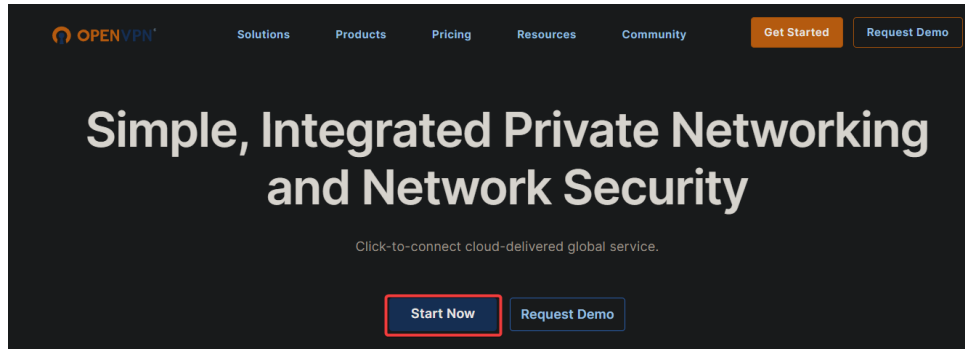 OPENVPN
Solutions Products Pricing Resources Community Get Started Request Demo
Simple, Integrated Private Networking
and Network Security
Click-to-connect cloud-delivered global service.
Start Now Request Demo